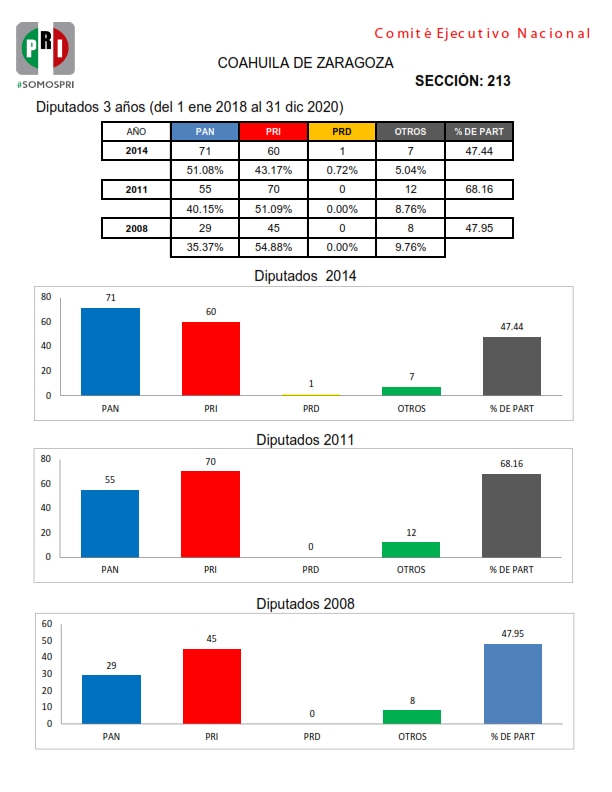 Comité Ejecutivo Nacional
PRI
#SOMOSPRI
COAHUILA DE ZARAGOZA
SECCIÓN: 213
Diputados 3 años (del 1 ene 2018 al 31 dic 2020)
AÑO PAN PRI PRD OTROS % DE PART
2014 71 60 1 7 47.44
51.08% 43.17% 0.72% 5.04%
2011 55 70 0 12 68.16
40.15% 51.09% 0.00% 8.76%
2008 29 45 0 8 47.95
35.37% 54.88% 0.00% 9.76%
Diputados 2014
80
60
40
20
0
71
60
1
7
47.44
PAN PRI PRD OTROS % DE PART
Diputados 2011
80
60
40
20
0
55
70
0
12
68.16
PAN PRI PRD OTROS % DE PART
Diputados 2008
60
50
40
30
20
10
0
29
45
0
8
47.95
PAN PRI PRD OTROS % DE PART